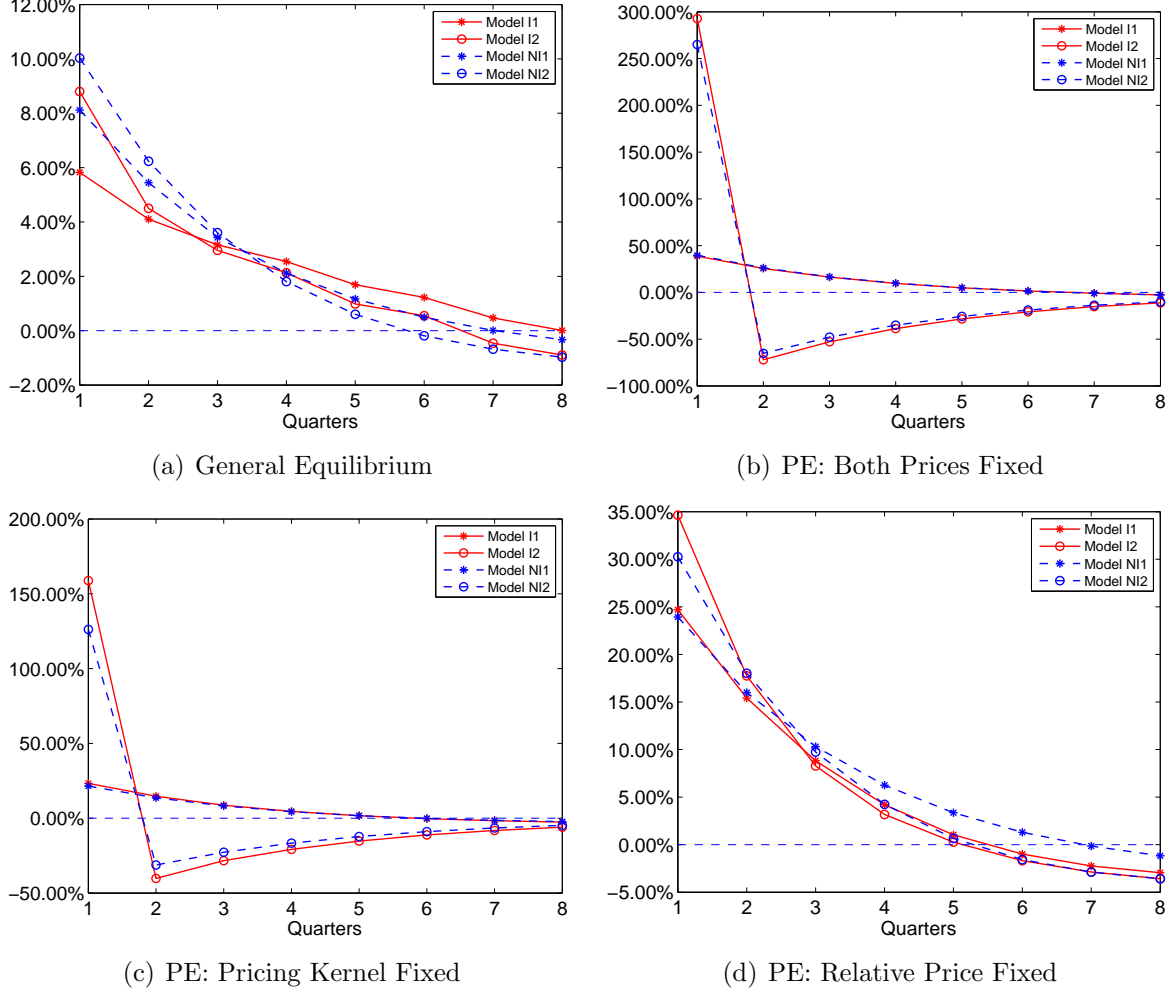 12.00%
10.00%
8.00%
6.00%
4.00%
2.00%
0.00%
−2.00%
1 2 3 4 5 6 7 8
Quarters
Model I1
Model I2
Model NI1
Model NI2
(a) General Equilibrium
300.00%
250.00%
200.00%
150.00%
100.00%
50.00%
0.00%
−50.00%
−100.00%
1 2 3 4 5 6 7 8
Quarters
Model I1
Model I2
Model NI1
Model NI2
(b) PE: Both Prices Fixed
200.00%
150.00%
100.00%
50.00%
0.00%
−50.00%
1 2 3 4 5 6 7 8
Quarters
Model I1
Model I2
Model NI1
Model NI2
(c) PE: Pricing Kernel Fixed
35.00%
30.00%
25.00%
20.00%
15.00%
10.00%
5.00%
0.00%
−5.00%
1 2 3 4 5 6 7 8
Quarters
Model I1
Model I2
Model NI1
Model NI2
(d) PE: Relative Price Fixed